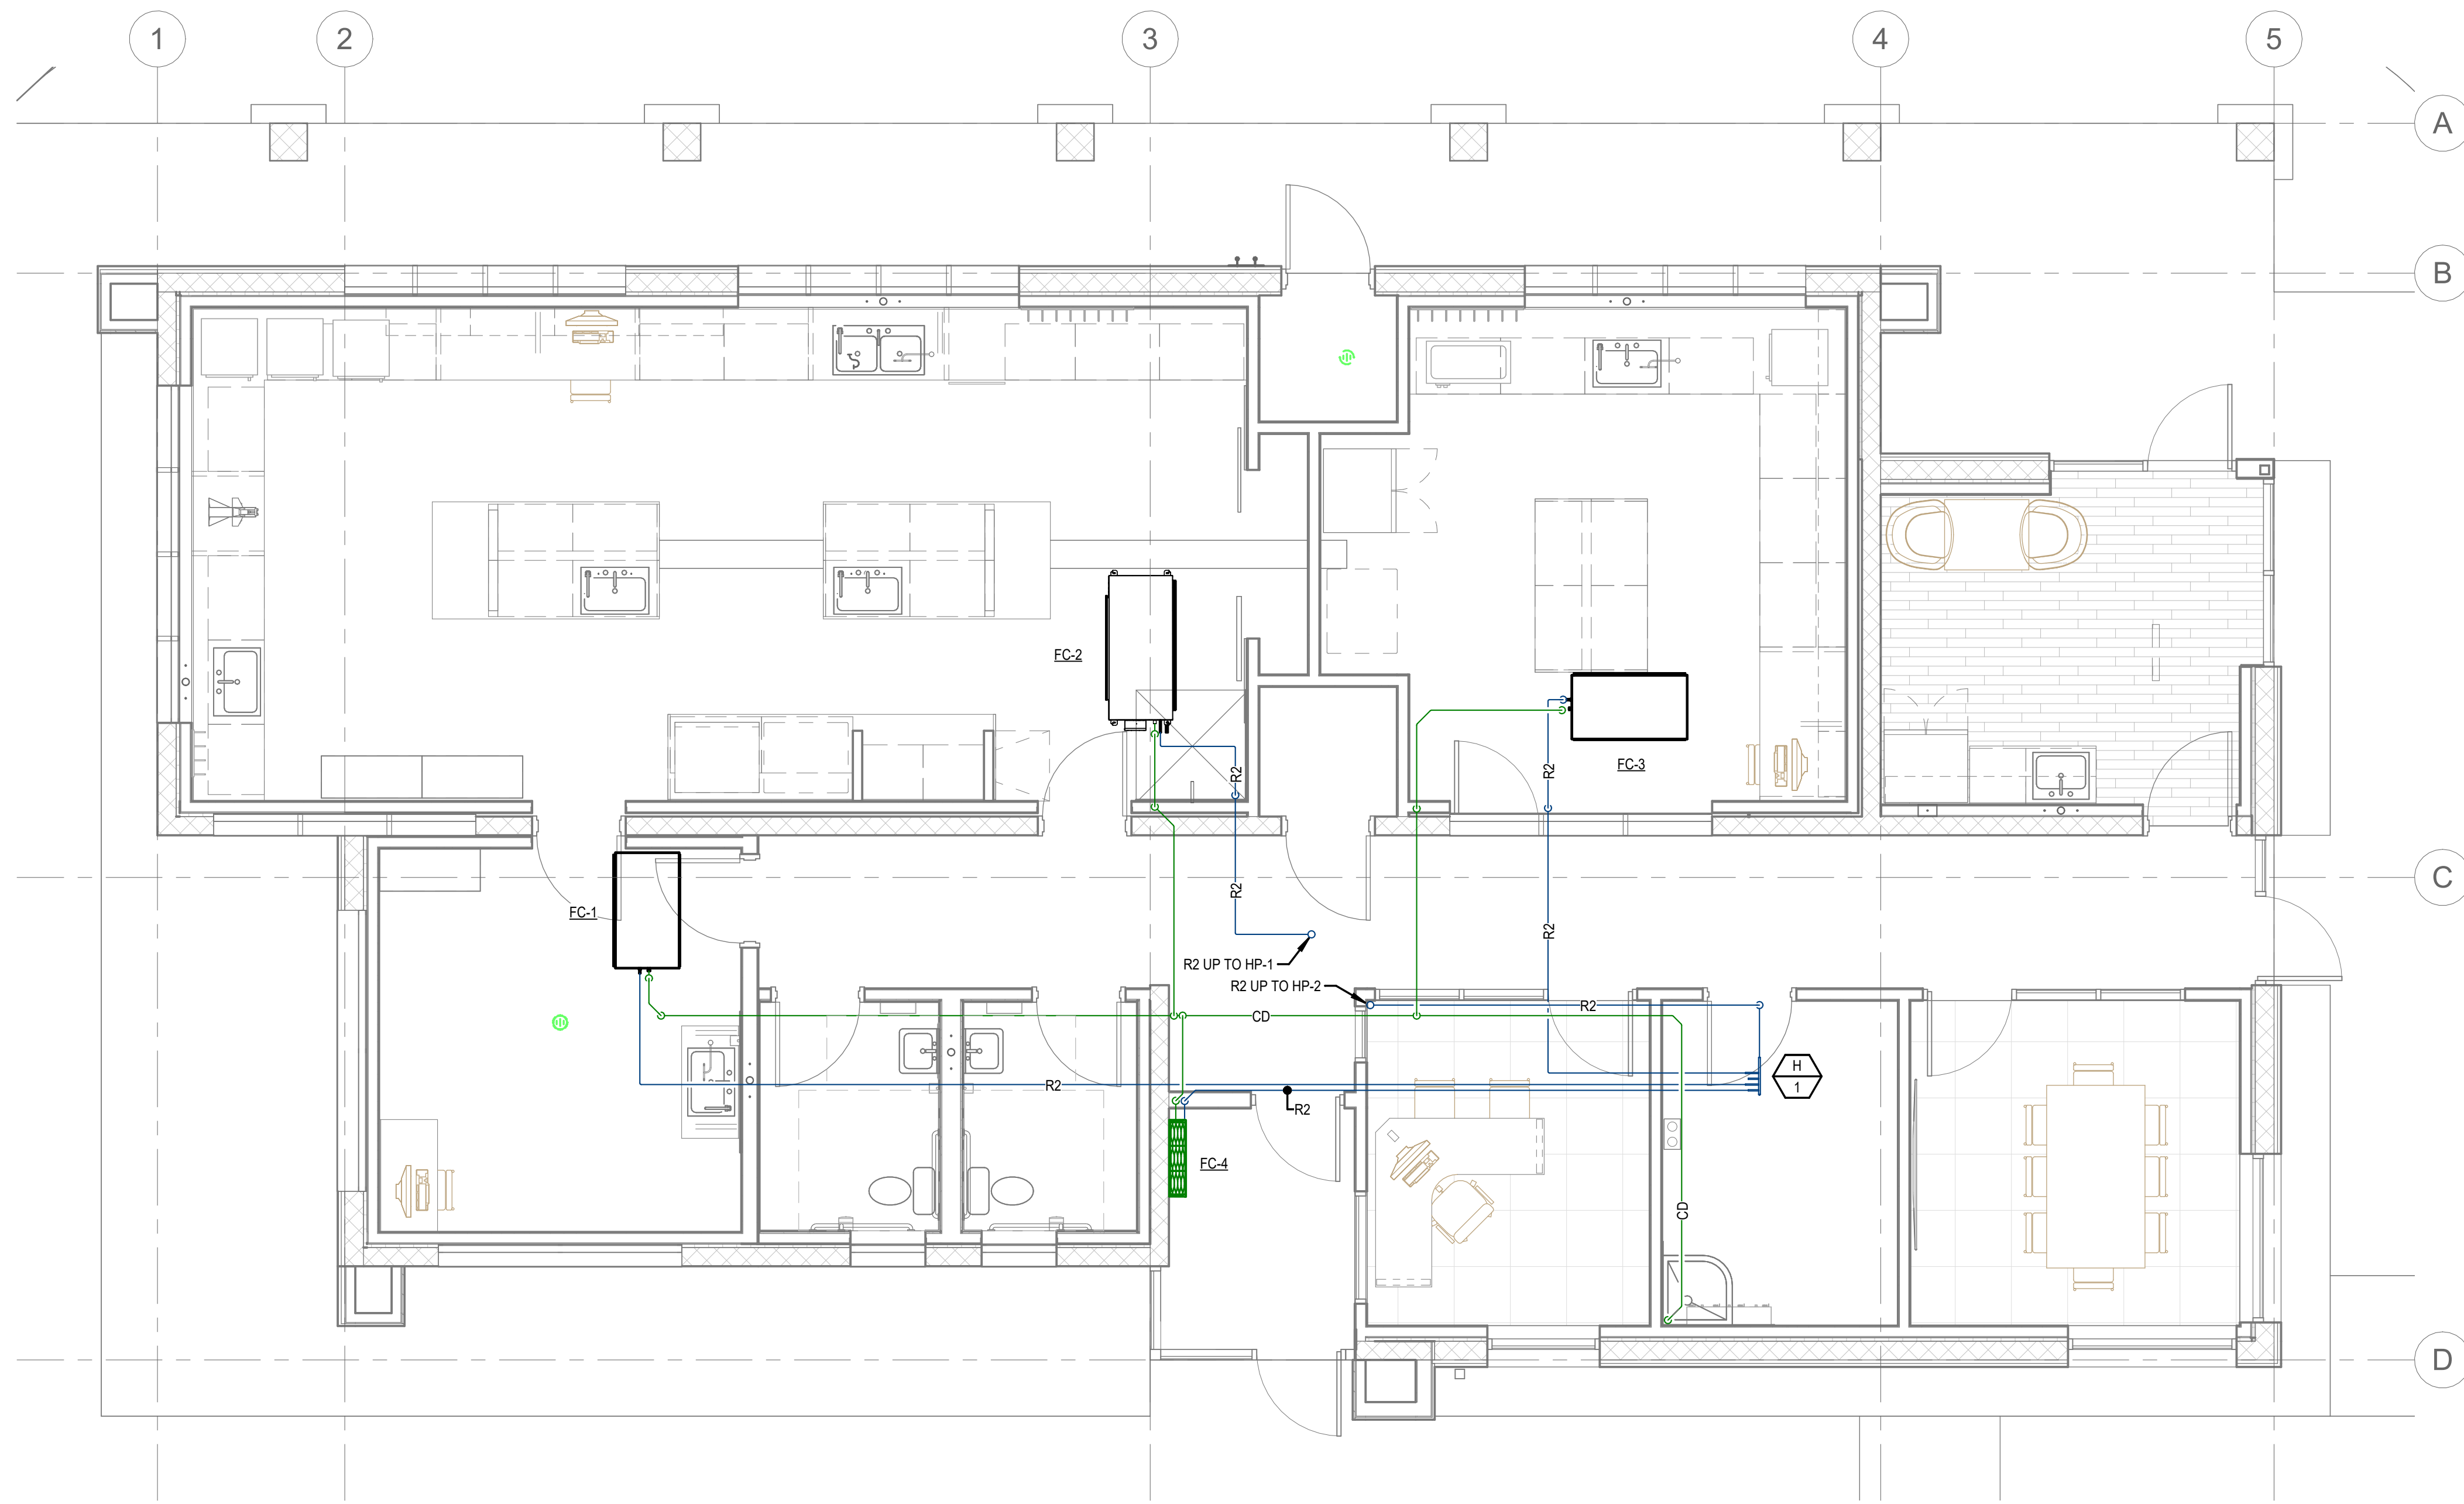 1
2
3
4
5
A
B
FC-2
R2
R2
FC-3
C
FC-1
R2
R2
R2 UP TO HP-1
R2 UP TO HP-2
R2
CD
H
1
R2
R2
FC-4
CD
D